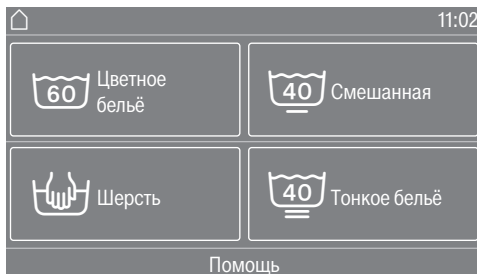 11:02
60
Цветное
бельё
40
Смешанная
Шерсть
40
Тонкое бельё
Помощь